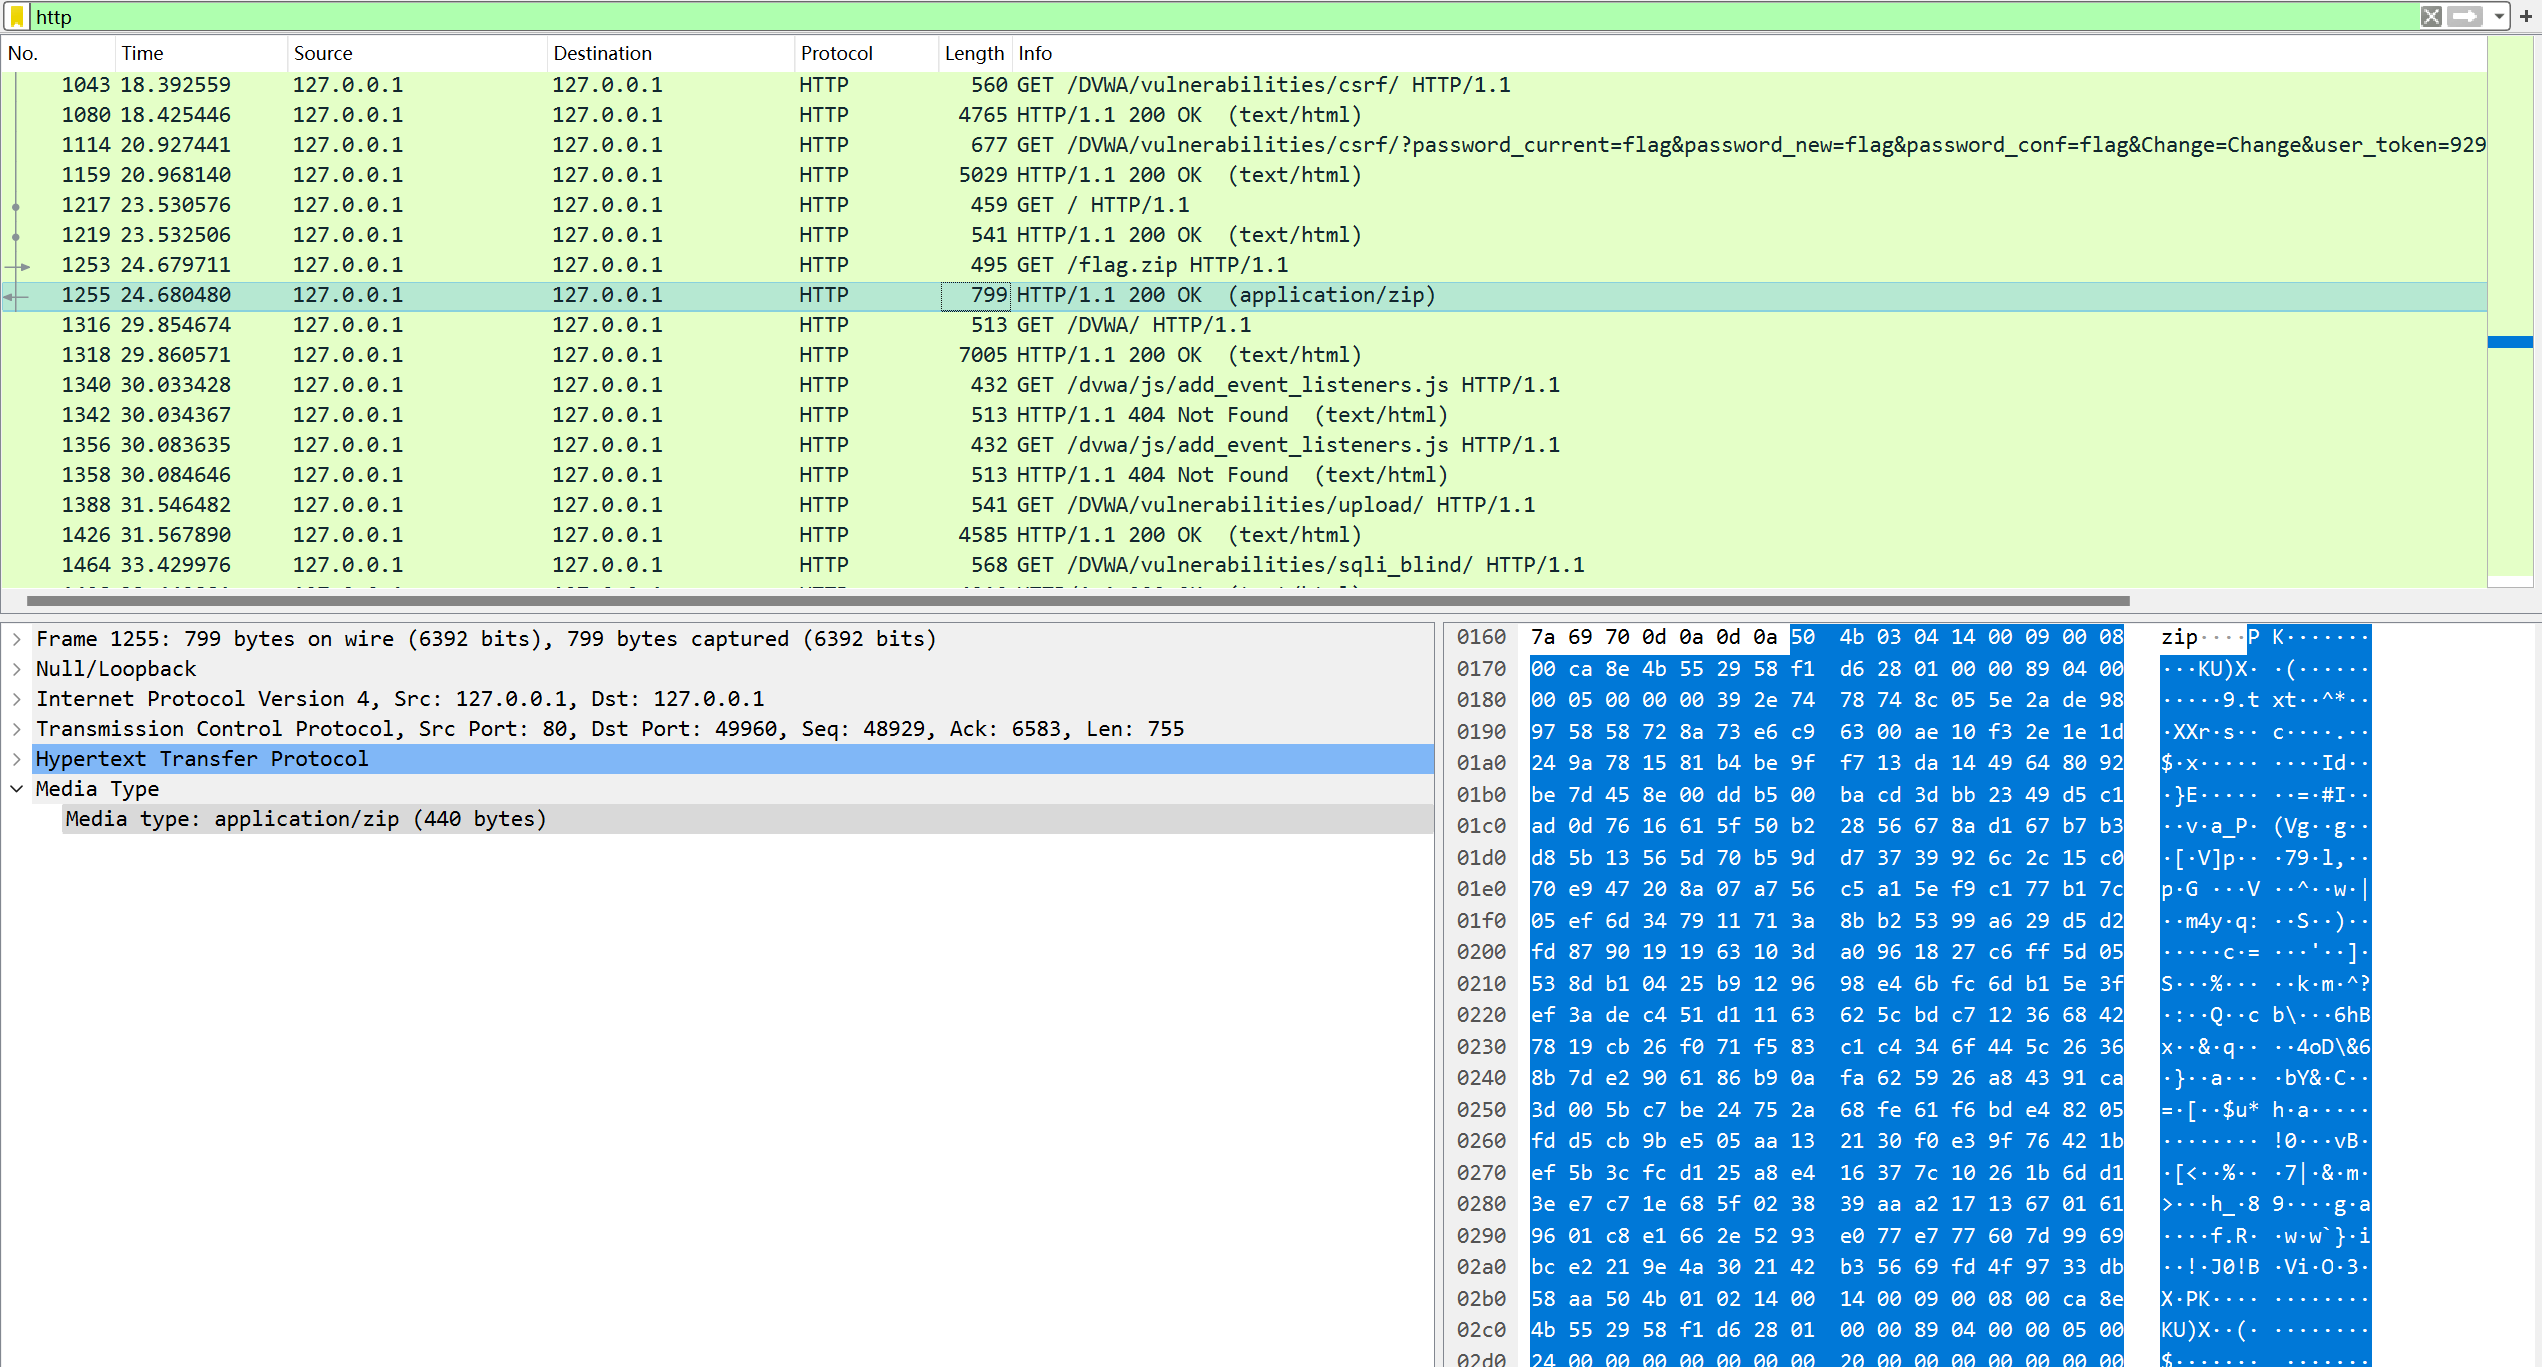 http
No. Time Source Destination Protocol Length Info
1043 18.392559 127.0.0.1 127.0.0.1 HTTP 560 GET /DVWA/vulnerabilities/csrf/ HTTP/1.1
1080 18.425446 127.0.0.1 127.0.0.1 HTTP 4765 HTTP/1.1 200 OK  (text/html)
1114 20.927441 127.0.0.1 127.0.0.1 HTTP 677 GET /DVWA/vulnerabilities/csrf/?password_current=flag&password_new=flag&password_conf=flag&Change=Change&user_token=929
1159 20.968140 127.0.0.1 127.0.0.1 HTTP 5029 HTTP/1.1 200 OK  (text/html)
1217 23.530576 127.0.0.1 127.0.0.1 HTTP 459 GET / HTTP/1.1
1219 23.532506 127.0.0.1 127.0.0.1 HTTP 541 HTTP/1.1 200 OK  (text/html)
1253 24.679711 127.0.0.1 127.0.0.1 HTTP 495 GET /flag.zip HTTP/1.1
1255 24.680480 127.0.0.1 127.0.0.1 HTTP 799 HTTP/1.1 200 OK  (application/zip)
1316 29.854674 127.0.0.1 127.0.0.1 HTTP 513 GET /DVWA/ HTTP/1.1
1318 29.860571 127.0.0.1 127.0.0.1 HTTP 7005 HTTP/1.1 200 OK  (text/html)
1340 30.033428 127.0.0.1 127.0.0.1 HTTP 432 GET /dvwa/js/add_event_listeners.js HTTP/1.1
1342 30.034367 127.0.0.1 127.0.0.1 HTTP 513 HTTP/1.1 404 Not Found  (text/html)
1356 30.083635 127.0.0.1 127.0.0.1 HTTP 432 GET /dvwa/js/add_event_listeners.js HTTP/1.1
1358 30.084646 127.0.0.1 127.0.0.1 HTTP 513 HTTP/1.1 404 Not Found  (text/html)
1388 31.546482 127.0.0.1 127.0.0.1 HTTP 541 GET /DVWA/vulnerabilities/upload/ HTTP/1.1
1426 31.567890 127.0.0.1 127.0.0.1 HTTP 4585 HTTP/1.1 200 OK  (text/html)
1464 33.429976 127.0.0.1 127.0.0.1 HTTP 568 GET /DVWA/vulnerabilities/sqli_blind/ HTTP/1.1
Frame 1255: 799 bytes on wire (6392 bits), 799 bytes captured (6392 bits)
Null/Loopback
Internet Protocol Version 4, Src: 127.0.0.1, Dst: 127.0.0.1
Transmission Control Protocol, Src Port: 80, Dst Port: 49960, Seq: 48929, Ack: 6583, Len: 755
Hypertext Transfer Protocol
Media Type
Media type: application/zip (440 bytes)
0160 7a 69 70 0d 0a 0d 0a 50 4b 03 04 14 00 09 00 08 zip····P K·······
0170 00 ca 8e 4b 55 29 58 f1 d6 28 01 00 00 89 04 00 ···KU)X· ·(······
0180 00 05 00 00 00 39 2e 74 78 74 8c 05 5e 2a de 98 ·····9.t xt··^*··
0190 97 58 58 72 8a 73 e6 c9 63 00 ae 10 f3 2e 1e 1d ·XXr·s·· c····.··
01a0 24 9a 78 15 81 b4 be 9f f7 13 da 14 49 64 80 92 $·x····· ····Id··
01b0 be 7d 45 8e 00 dd b5 00 ba cd 3d bb 23 49 d5 c1 ·}E····· ··=·#I··
01c0 ad 0d 76 16 61 5f 50 b2 28 56 67 8a d1 67 b7 b3 ··v·a_P· (Vg··g··
01d0 d8 5b 13 56 5d 70 b5 9d d7 37 39 92 6c 2c 15 c0 ·[·V]p·· ·79·l,··
01e0 70 e9 47 20 8a 07 a7 56 c5 a1 5e f9 c1 77 b1 7c p·G ···V ··^··w·|
01f0 05 ef 6d 34 79 11 71 3a 8b b2 53 99 a6 29 d5 d2 ··m4y·q: ··S··)··
0200 fd 87 90 19 19 63 10 3d a0 96 18 27 c6 ff 5d 05 ·····c·= ···'··]·
0210 53 8d b1 04 25 b9 12 96 98 e4 6b fc 6d b1 5e 3f S···%··· ··k·m·^?
0220 ef 3a de c4 51 d1 11 63 62 5c bd c7 12 36 68 42 ·:··Q··c b\···6hB
0230 78 19 cb 26 f0 71 f5 83 c1 c4 34 6f 44 5c 26 36 x··&·q·· ··4oD\&6
0240 8b 7d e2 90 61 86 b9 0a fa 62 59 26 a8 43 91 ca ·}··a··· ·bY&·C··
0250 3d 00 5b c7 be 24 75 2a 68 fe 61 f6 bd e4 82 05 =·[··$u* h·a·····
0260 fd d5 cb 9b e5 05 aa 13 21 30 f0 e3 9f 76 42 1b ········ !0···vB·
0270 ef 5b 3c fc d1 25 a8 e4 16 37 7c 10 26 1b 6d d1 ·[<··%·· ·7|·&·m·
0280 3e e7 c7 1e 68 5f 02 38 39 aa a2 17 13 67 01 61 >···h_·8 9····g·a
0290 96 01 c8 e1 66 2e 52 93 e0 77 e7 77 60 7d 99 69 ····f.R· ·w·w`}·i
02a0 bc e2 21 9e 4a 30 21 42 b3 56 69 fd 4f 97 33 db ··!·J0!B ·Vi·O·3·
02b0 58 aa 50 4b 01 02 14 00 14 00 09 00 08 00 ca 8e X·PK···· ········
02c0 4b 55 29 58 f1 d6 28 01 00 00 89 04 00 00 05 00 KU)X··(· ········
02d0 24 00 00 00 00 00 00 00 20 00 00 00 00 00 00 00 $······· ·······